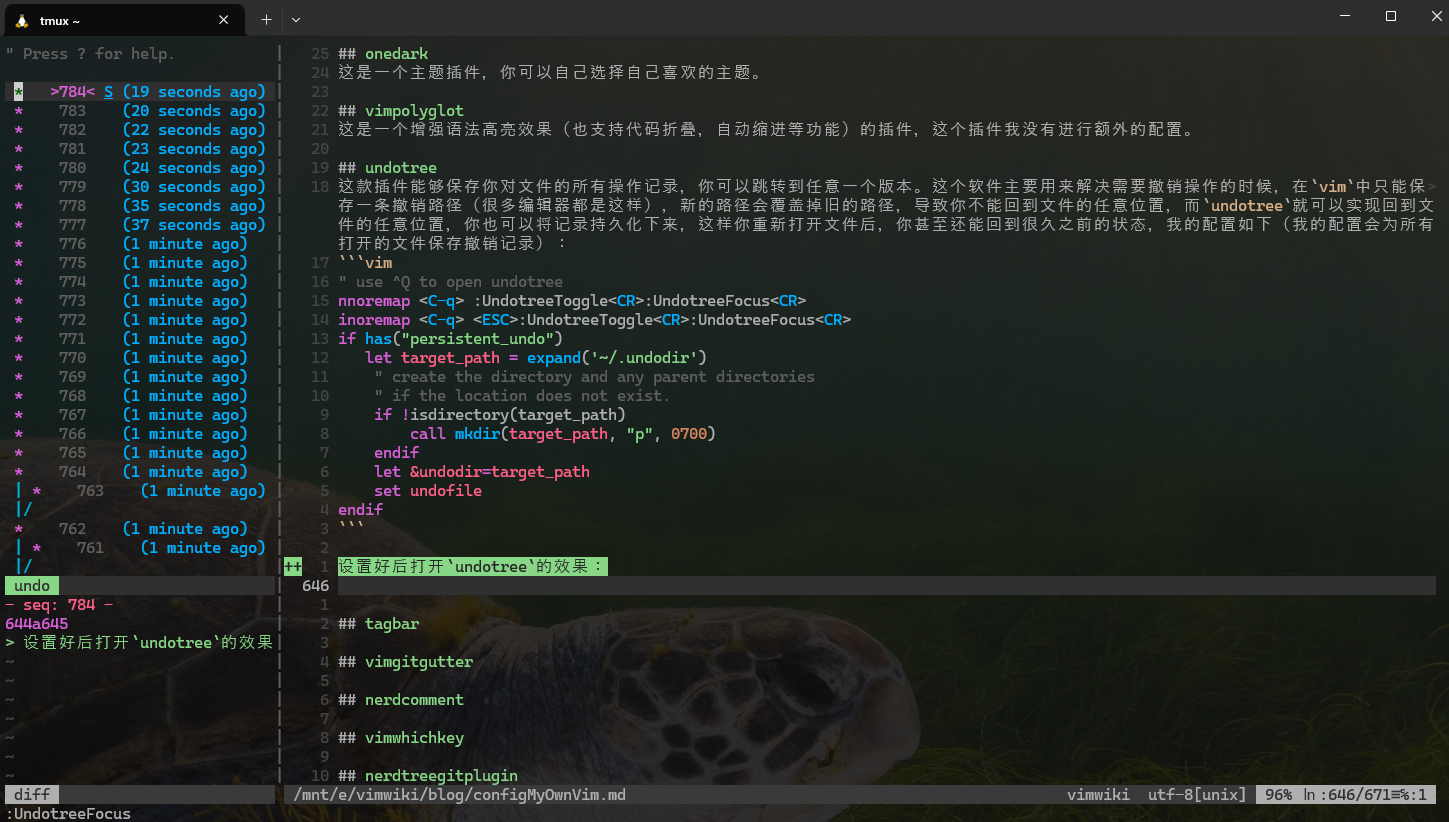 tmux ~
" Press ? for help.
* >784< S (19 seconds ago)
* 783 (20 seconds ago)
* 782 (22 seconds ago)
* 781 (23 seconds ago)
* 780 (24 seconds ago)
* 779 (30 seconds ago)
* 778 (35 seconds ago)
* 777 (37 seconds ago)
* 776 (1 minute ago)
* 775 (1 minute ago)
* 774 (1 minute ago)
* 773 (1 minute ago)
* 772 (1 minute ago)
* 771 (1 minute ago)
* 770 (1 minute ago)
* 769 (1 minute ago)
* 768 (1 minute ago)
* 767 (1 minute ago)
* 766 (1 minute ago)
* 765 (1 minute ago)
* 764 (1 minute ago)
| * 763 (1 minute ago)
|/
* 762 (1 minute ago)
| * 761 (1 minute ago)
|/
undo
- seq: 784 -
644a645
> 设置好后打开`undotree`的效果
~
~
~
~
~
~
~
diff
25 ## onedark
24 这是一个主题插件，你可以自己选择自己喜欢的主题。
23
22 ## vimpolyglot
21 这是一个增强语法高亮效果（也支持代码折叠，自动缩进等功能）的插件，这个插件我没有进行额外的配置。
20
19 ## undotree
18 这款插件能够保存你对文件的所有操作记录，你可以跳转到任意一个版本。这个软件主要用来解决需要撤销操作的时候，在`vim`中只能保>
存一条撤销路径（很多编辑器都是这样），新的路径会覆盖掉旧的路径，导致你不能回到文件的任意位置，而`undotree`就可以实现回到文
件的任意位置，你也可以将记录持久化下来，这样你重新打开文件后，你甚至还能回到很久之前的状态，我的配置如下（我的配置会为所有
打开的文件保存撤销记录）：
17 ```vim
16 " use ^Q to open undotree
15 nnoremap <C-q> :UndotreeToggle<CR>:UndotreeFocus<CR>
14 inoremap <C-q> <ESC>:UndotreeToggle<CR>:UndotreeFocus<CR>
13 if has("persistent_undo")
12 let target_path = expand('~/.undodir')
11 " create the directory and any parent directories
10 " if the location does not exist.
9 if !isdirectory(target_path)
8 call mkdir(target_path, "p", 0700)
7 endif
6 let &undodir=target_path
5 set undofile
4 endif
3 ```
2
++ 1 设置好后打开`undotree`的效果：
646
1
2 ## tagbar
3
4 ## vimgitgutter
5
6 ## nerdcomment
7
8 ## vimwhichkey
9
10 ## nerdtreegitplugin
/mnt/e/vimwiki/blog/configMyOwnVim.md vimwiki utf-8[unix] 96% ln:646/671≡%:1
:UndotreeFocus